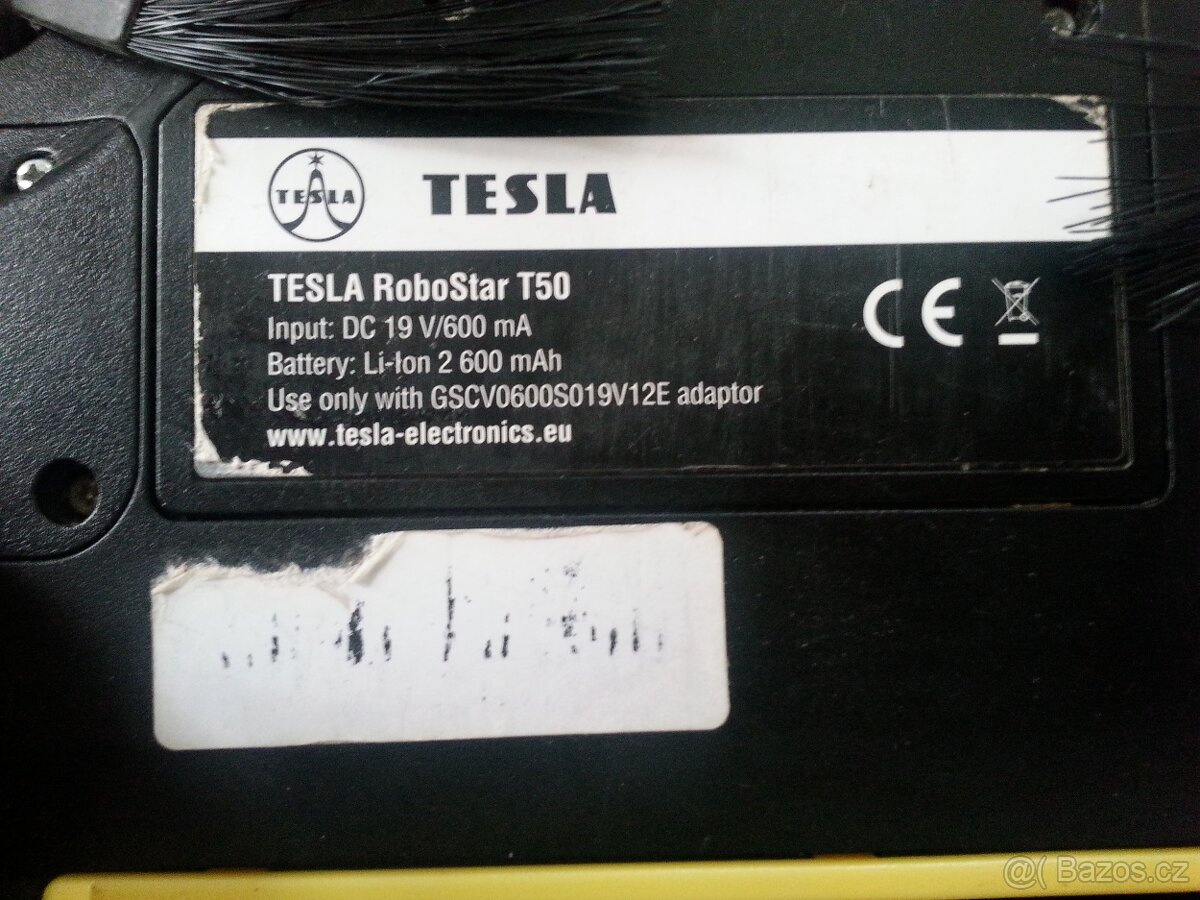 TESLA TESLA
TESLA RoboStar T50
Input: DC 19 V/600 mA
Battery: Li-Ion 2 600 mAh
Use only with GSCV0600S019V12E adaptor
www.tesla-electronics.eu
CE
@( Bazos.cz